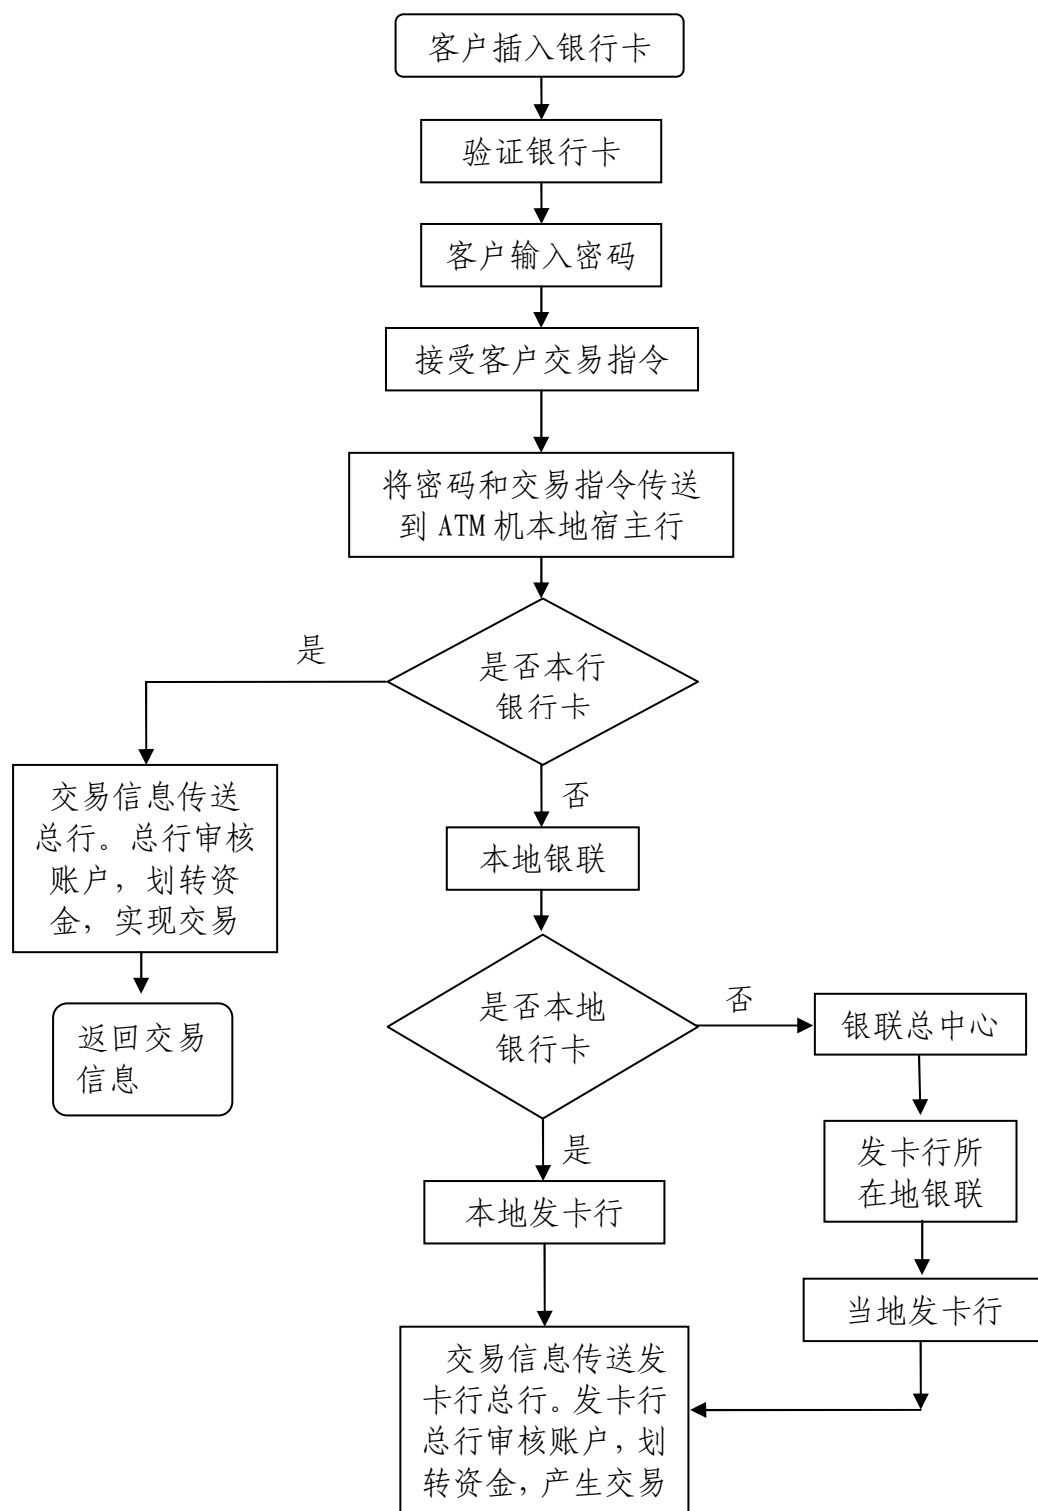 客户插入银行卡
验证银行卡
客户输入密码
接受客户交易指令
将密码和交易指令传送
到 ATM 机本地宿主行
是
是否本行
银行卡
交易信息传送
总行。总行审核
账户，划转资
金，实现交易
否
本地银联
返回交易
信息
是否本地
银行卡
否
银联总中心
是
发卡行所
在地银联
本地发卡行
当地发卡行
交易信息传送发
卡行总行。发卡行
总行审核账户，划
转资金，产生交易